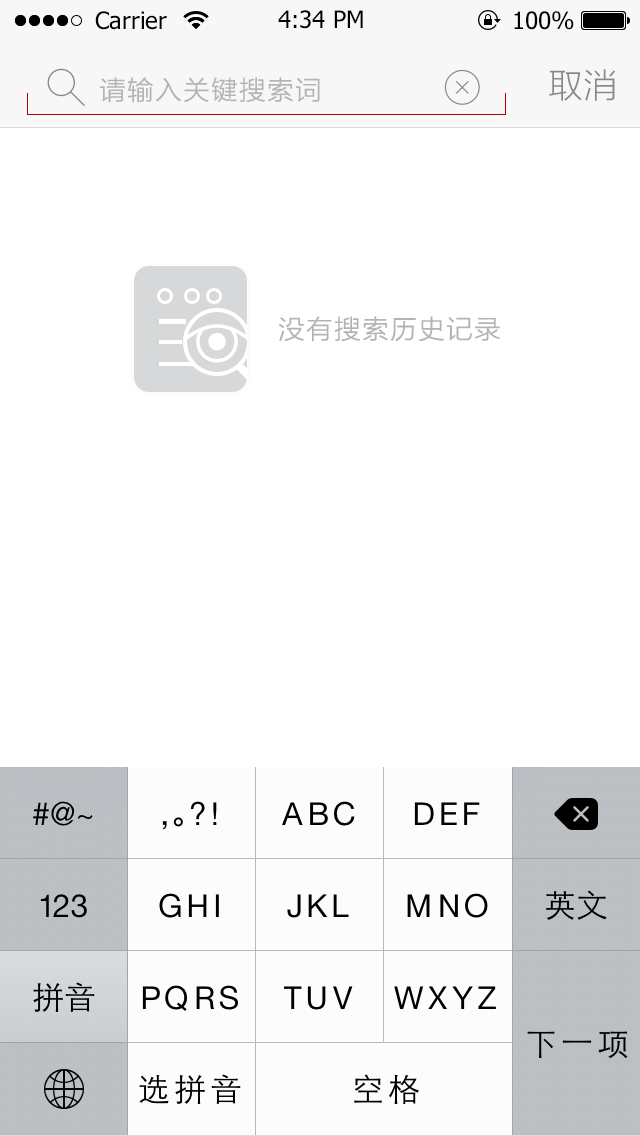 Carrier 4:34 PM 100%
请输入关键搜索词 取消
没有搜索历史记录
#@~ ,。?! ABC DEF
123 GHI JKL MNO 英文
拼音 PQRS TUV WXYZ
下一项
选拼音 空格